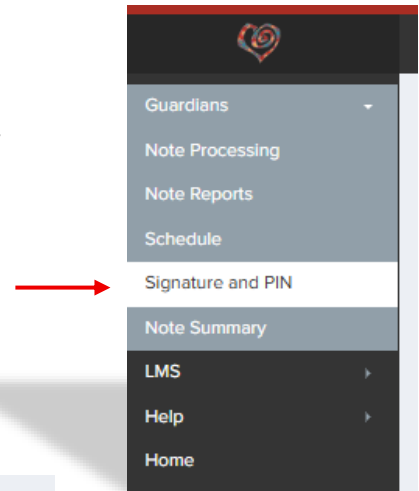 Guardians
Note Processing
Note Reports
Schedule
Signature and PIN
Note Summary
LMS
Help
Home